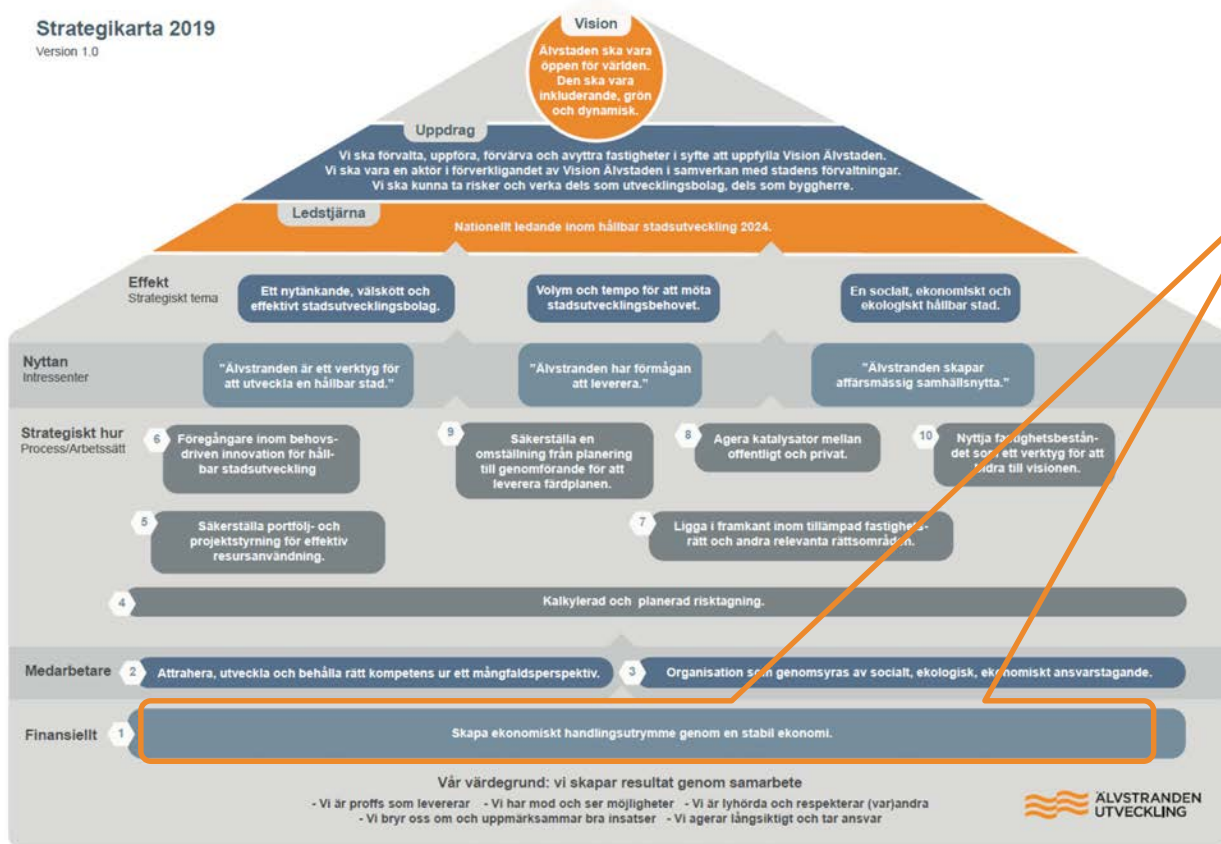 Strategikarta 2019
Version 1.0
Vision
Älvstaden ska vara
öppen för världen.
Den ska vara
inkluderande, grön
och dynamisk.
Uppdrag
Vi ska förvalta, uppföra, förvärva och avyttra fastigheter i syfte att uppfylla Vision Älvstaden.
Vi ska vara en aktör i förverkligandet av Vision Älvstaden i samverkan med stadens förvaltningar.
Vi ska kunna ta risker och verka dels som utvecklingsbolag, dels som byggherre.
Ledstjärna
Nationellt ledande inom hållbar stadsutveckling 2024.
Effekt
Strategiskt tema
Ett nytänkande, välskött och
effektivt stadsutvecklingsbolag.
Volym och tempo för att möta
stadsutvecklingsbehovet.
En socialt, ekonomiskt och
ekologiskt hållbar stad.
Nyttan
Intressenter
"Älvstranden är ett verktyg för
att utveckla en hållbar stad."
"Älvstranden har förmågan
att leverera."
"Älvstranden skapar
affärsmässig samhällsnytta."
Strategiskt hur
Process/Arbetssätt
6
Föregångare inom behovs-
driven innovation för håll-
bar stadsutveckling
9
Säkerställa en
omställning från planering
till genomförande för att
leverera färdplanen.
8
Agera katalysator mellan
offentligt och privat.
10
Nyttja fastighetsbestån-
det som ett verktyg för att
bidra till visionen.
5
Säkerställa portfölj- och
projektstyrning för effektiv
resursanvändning.
7
Ligga i framkant inom tillämpad fastighets-
rätt och andra relevanta rättsområden.
4
Kalkylerad och planerad risktagning.
Medarbetare
2
Attrahera, utveckla och behålla rätt kompetens ur ett mångfaldsperspektiv.
3
Organisation som genomsyras av socialt, ekologisk, ekonomiskt ansvarstagande.
Finansiellt
1
Skapa ekonomiskt handlingsutrymme genom en stabil ekonomi.
Vår värdegrund: vi skapar resultat genom samarbete
- Vi är proffs som levererar - Vi har mod och ser möjligheter - Vi är lyhörda och respekterar (var)andra
- Vi bryr oss om och uppmärksammar bra insatser - Vi agerar långsiktigt och tar ansvar
ÄLVSTRANDEN
UTVECKLING